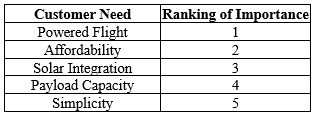 Customer Need Ranking of Importance
Powered Flight 1
Affordability 2
Solar Integration 3
Payload Capacity 4
Simplicity 5